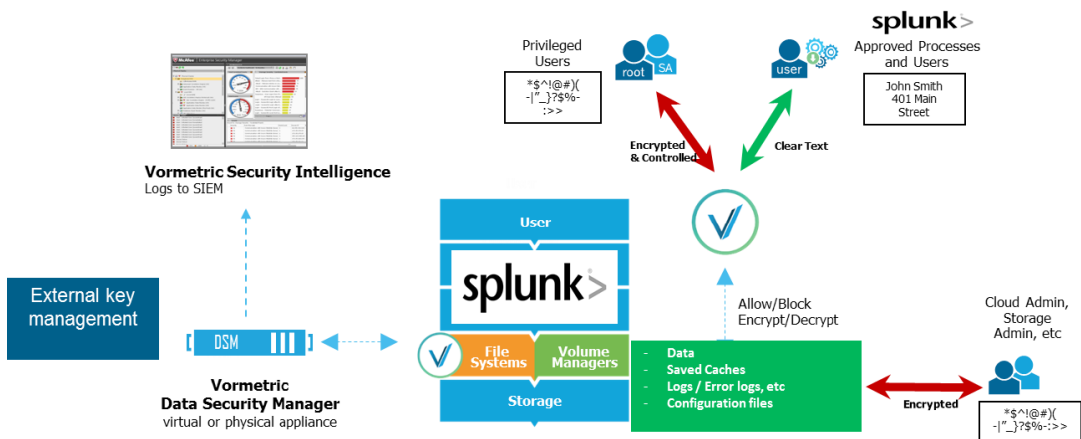 splunk>
Privileged
Users
*$^!@#)(
-|"_}?$%-
:>>
root
SA
user
Approved Processes
and Users
John Smith
401 Main
Street
Encrypted
& Controlled
Clear Text
Vormetric Security Intelligence
Logs to SIEM
User
splunk>
External key
management
DSM
File
Systems
Volume
Managers
Storage
Allow/Block
Encrypt/Decrypt
- Data
- Saved Caches
- Logs / Error logs, etc
- Configuration files
Cloud Admin,
Storage
Admin, etc
Encrypted
*$^!@#)(
-|"_}?$%-:>>
Vormetric
Data Security Manager
virtual or physical appliance